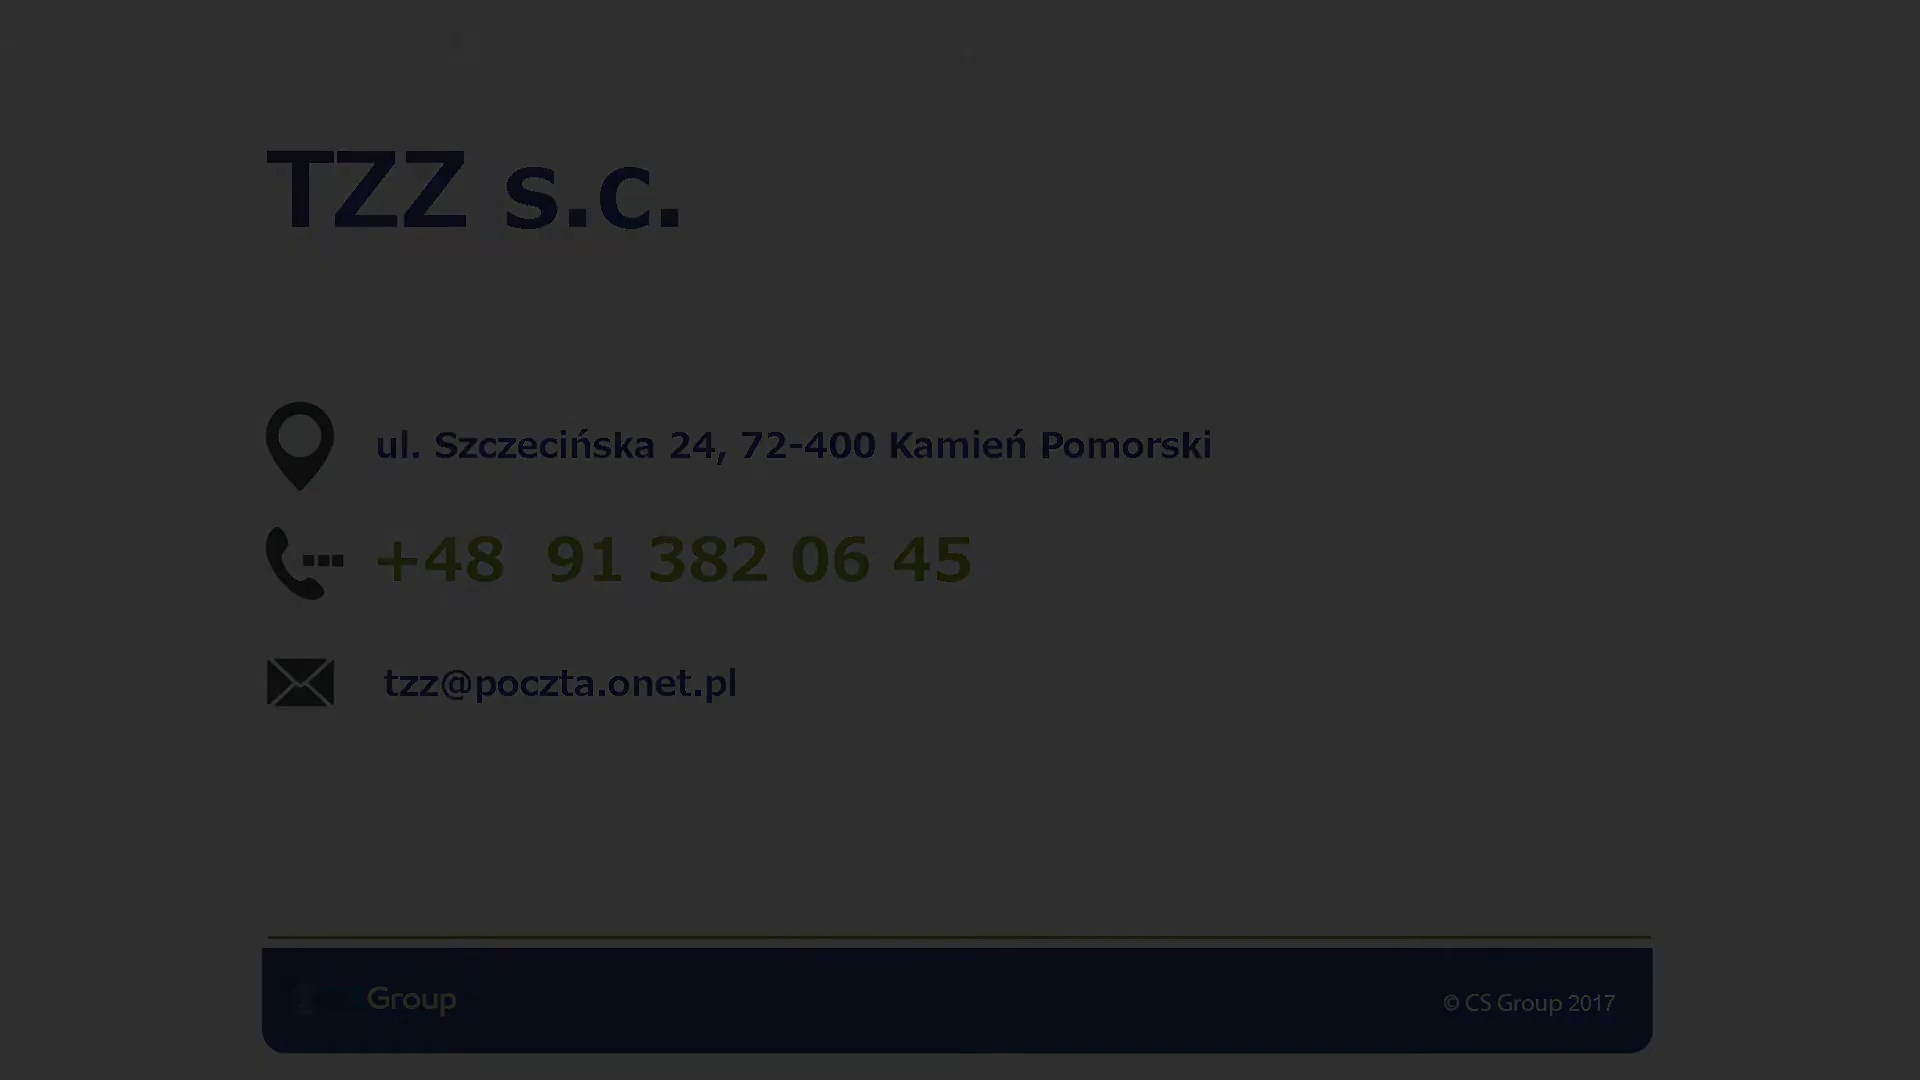 TZZ s.c.
ul. Szczecińska 24, 72-400 Kamień Pomorski
+48 91 382 06 45
tzz@poczta.onet.pl
Group
© CS Group 2017